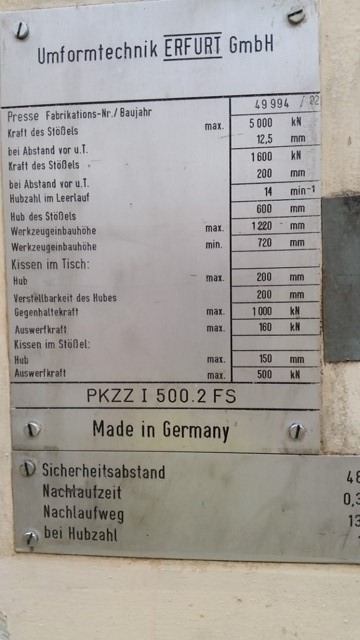 Umformtechnik ERFURT GmbH
Presse Fabrikations-Nr./Baujahr 49 994 /
Kraft des Stößels max. 5 000 kN
bei Abstand vor u.T. 12,5 mm
Kraft des Stößels 1 600 kN
bei Abstand vor u.T. 200 mm
Hubzahl im Leerlauf 14 min-1
Hub des Stößels 600 mm
Werkzeugeinbauhöhe max. 1 220 mm
Werkzeugeinbauhöhe min. 720 mm
Kissen im Tisch:
Hub max. 200 mm
Verstellbarkeit des Hubes 200 mm
Gegenhaltekraft max. 1 000 kN
Auswerfkraft max. 160 kN
Kissen im Stößel:
Hub max. 150 mm
Auswerfkraft max. 500 kN
PKZZ I 500.2 FS
Made in Germany
Sicherheitsabstand 48
Nachlaufzeit 0,3
Nachlaufweg 13
bei Hubzahl